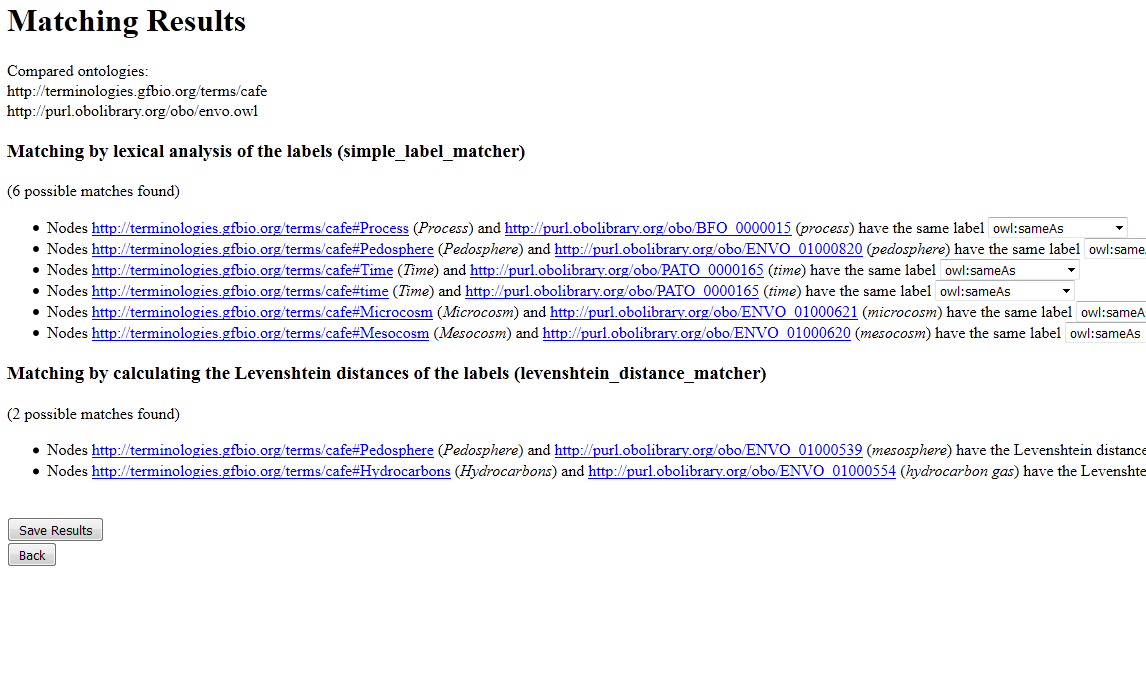 Matching Results
Compared ontologies:
http://terminologies.gfbio.org/terms/cafe
http://purl.obolibrary.org/obo/envo.owl
Matching by lexical analysis of the labels (simple_label_matcher)
(6 possible matches found)
• Nodes http://terminologies.gfbio.org/terms/cafe#Process (Process) and http://purl.obolibrary.org/obo/BFO_0000015 (process) have the same label owl:sameAs
• Nodes http://terminologies.gfbio.org/terms/cafe#Pedosphere (Pedosphere) and http://purl.obolibrary.org/obo/ENVO_01000820 (pedosphere) have the same label owl:same
• Nodes http://terminologies.gfbio.org/terms/cafe#Time (Time) and http://purl.obolibrary.org/obo/PATO_0000165 (time) have the same label owl:sameAs
• Nodes http://terminologies.gfbio.org/terms/cafe#time (Time) and http://purl.obolibrary.org/obo/PATO_0000165 (time) have the same label owl:sameAs
• Nodes http://terminologies.gfbio.org/terms/cafe#Microcosm (Microcosm) and http://purl.obolibrary.org/obo/ENVO_01000621 (microcosm) have the same label owl:sameA
• Nodes http://terminologies.gfbio.org/terms/cafe#Mesocosm (Mesocosm) and http://purl.obolibrary.org/obo/ENVO_01000620 (mesocosm) have the same label owl:sameAs
Matching by calculating the Levenshtein distances of the labels (levenshtein_distance_matcher)
(2 possible matches found)
• Nodes http://terminologies.gfbio.org/terms/cafe#Pedosphere (Pedosphere) and http://purl.obolibrary.org/obo/ENVO_01000539 (mesosphere) have the Levenshtein distance
• Nodes http://terminologies.gfbio.org/terms/cafe#Hydrocarbons (Hydrocarbons) and http://purl.obolibrary.org/obo/ENVO_01000554 (hydrocarbon gas) have the Levenshte
Save Results
Back